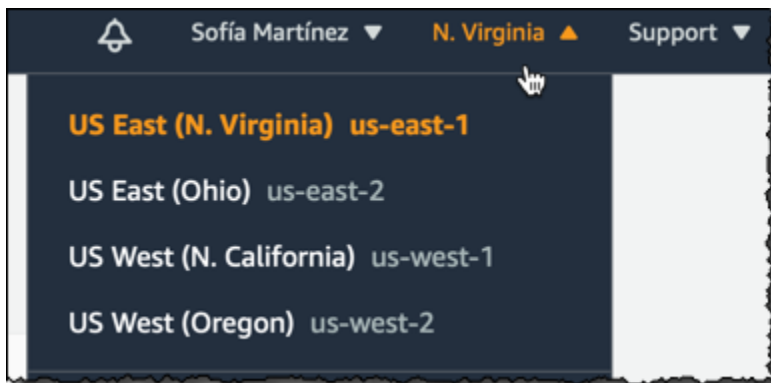 Sofía Martínez ▼ N. Virginia ▲ Support ▼
US East (N. Virginia) us-east-1
US East (Ohio) us-east-2
US West (N. California) us-west-1
US West (Oregon) us-west-2